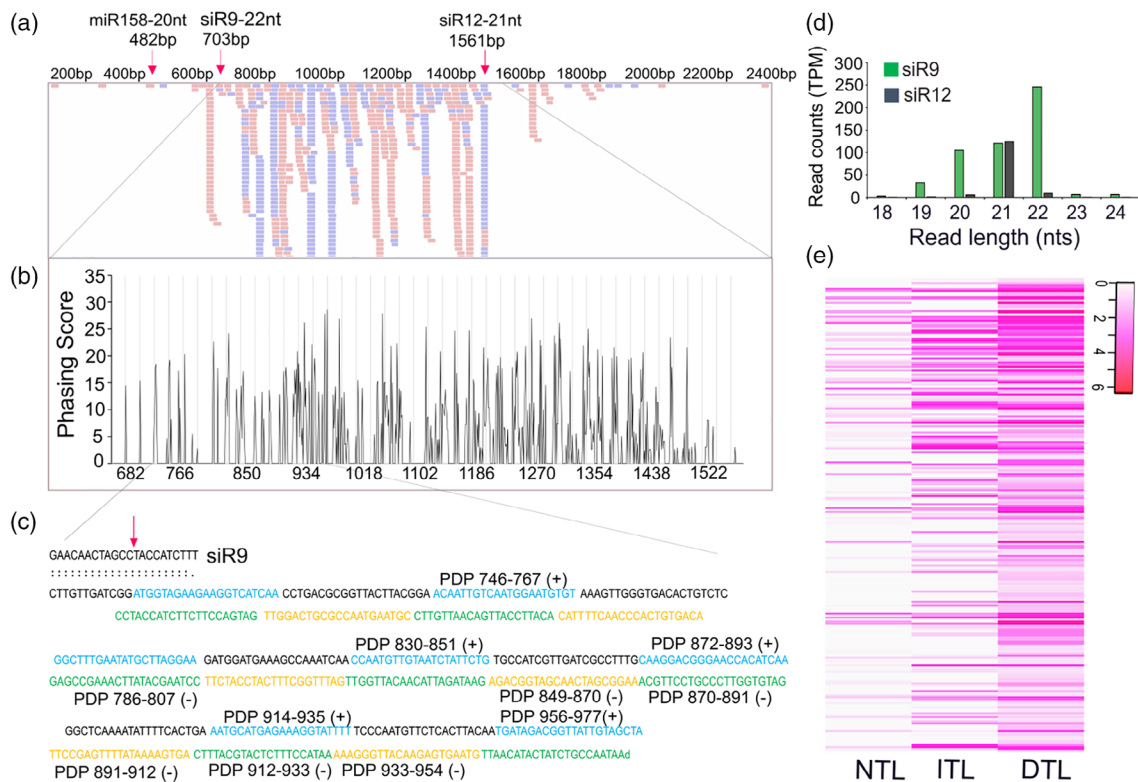 (a)
miR158-20nt siR9-22nt siR12-21nt
482bp 703bp 1561bp
200bp 400bp 600bp 800bp 1000bp 1200bp 1400bp 1600bp 1800bp 2000bp 2200bp 2400bp
(b)
Phasing Score
35
30
25
20
15
10
5
0
682 766 850 934 1018 1102 1186 1270 1354 1438 1522
(c)
GAACAACTAGCCTACCATCTTT siR9
::::::::::::::::::::.
PDP 746-767 (+)
CTTGTTGATCGGATGGTAGAAGAAGGTCATCAA CCTGACGCGGTTACTTACGGA ACAATTGTCAATGGAATGTGT AAAGTTGGGTGACACTGTCTC
CCTACCATCTTCTTCCAGTAG TTGGACTGCGCCAATGAATGC CTTGTTAACAGTTACCTTACA CATTTTCAACCCACTGTGACA
PDP 830-851 (+) PDP 872-893 (+)
GGCTTTGAATATGCTTAGGAA GATGGATGAAAGCCAAATCAA CCAATGTTGTAATCTATTCTG TGCCATCGTTGATCGCCTTTG CAAGGACGGGAACCACATCAA
GAGCCGAAACTTATACGAATCC TTCTACCTACTTTCGGTTTAG TTGGTTACAACATTAGATAAG AGACGGTAGCAACTAGCGGAA ACGTTCCTGCCCTTGGTGTAG
PDP 786-807 (-) PDP 849-870 (-) PDP 870-891 (-)
PDP 914-935 (+) PDP 956-977(+)
GGCTCAAAATATTTTCACTGA AATGCATGAGAAAGGTATTTT TCCCAATGTTCTCACTTACAA TGATAGACGGTTATTGTAGCTA
TTCCGAGTTTTATAAAAGTGA CTTTACGTACTCTTTCCATAA AAAGGGTTACAAGAGTGAATG TTAACATACTATCTGCCAATAAd
PDP 891-912 (-) PDP 912-933 (-) PDP 933-954 (-)
(d)
Read counts (TPM)
300
250
200
150
100
50
0
siR9
siR12
18 19 20 21 22 23 24
Read length (nts)
(e)
0
2
4
6
NTL ITL DTL